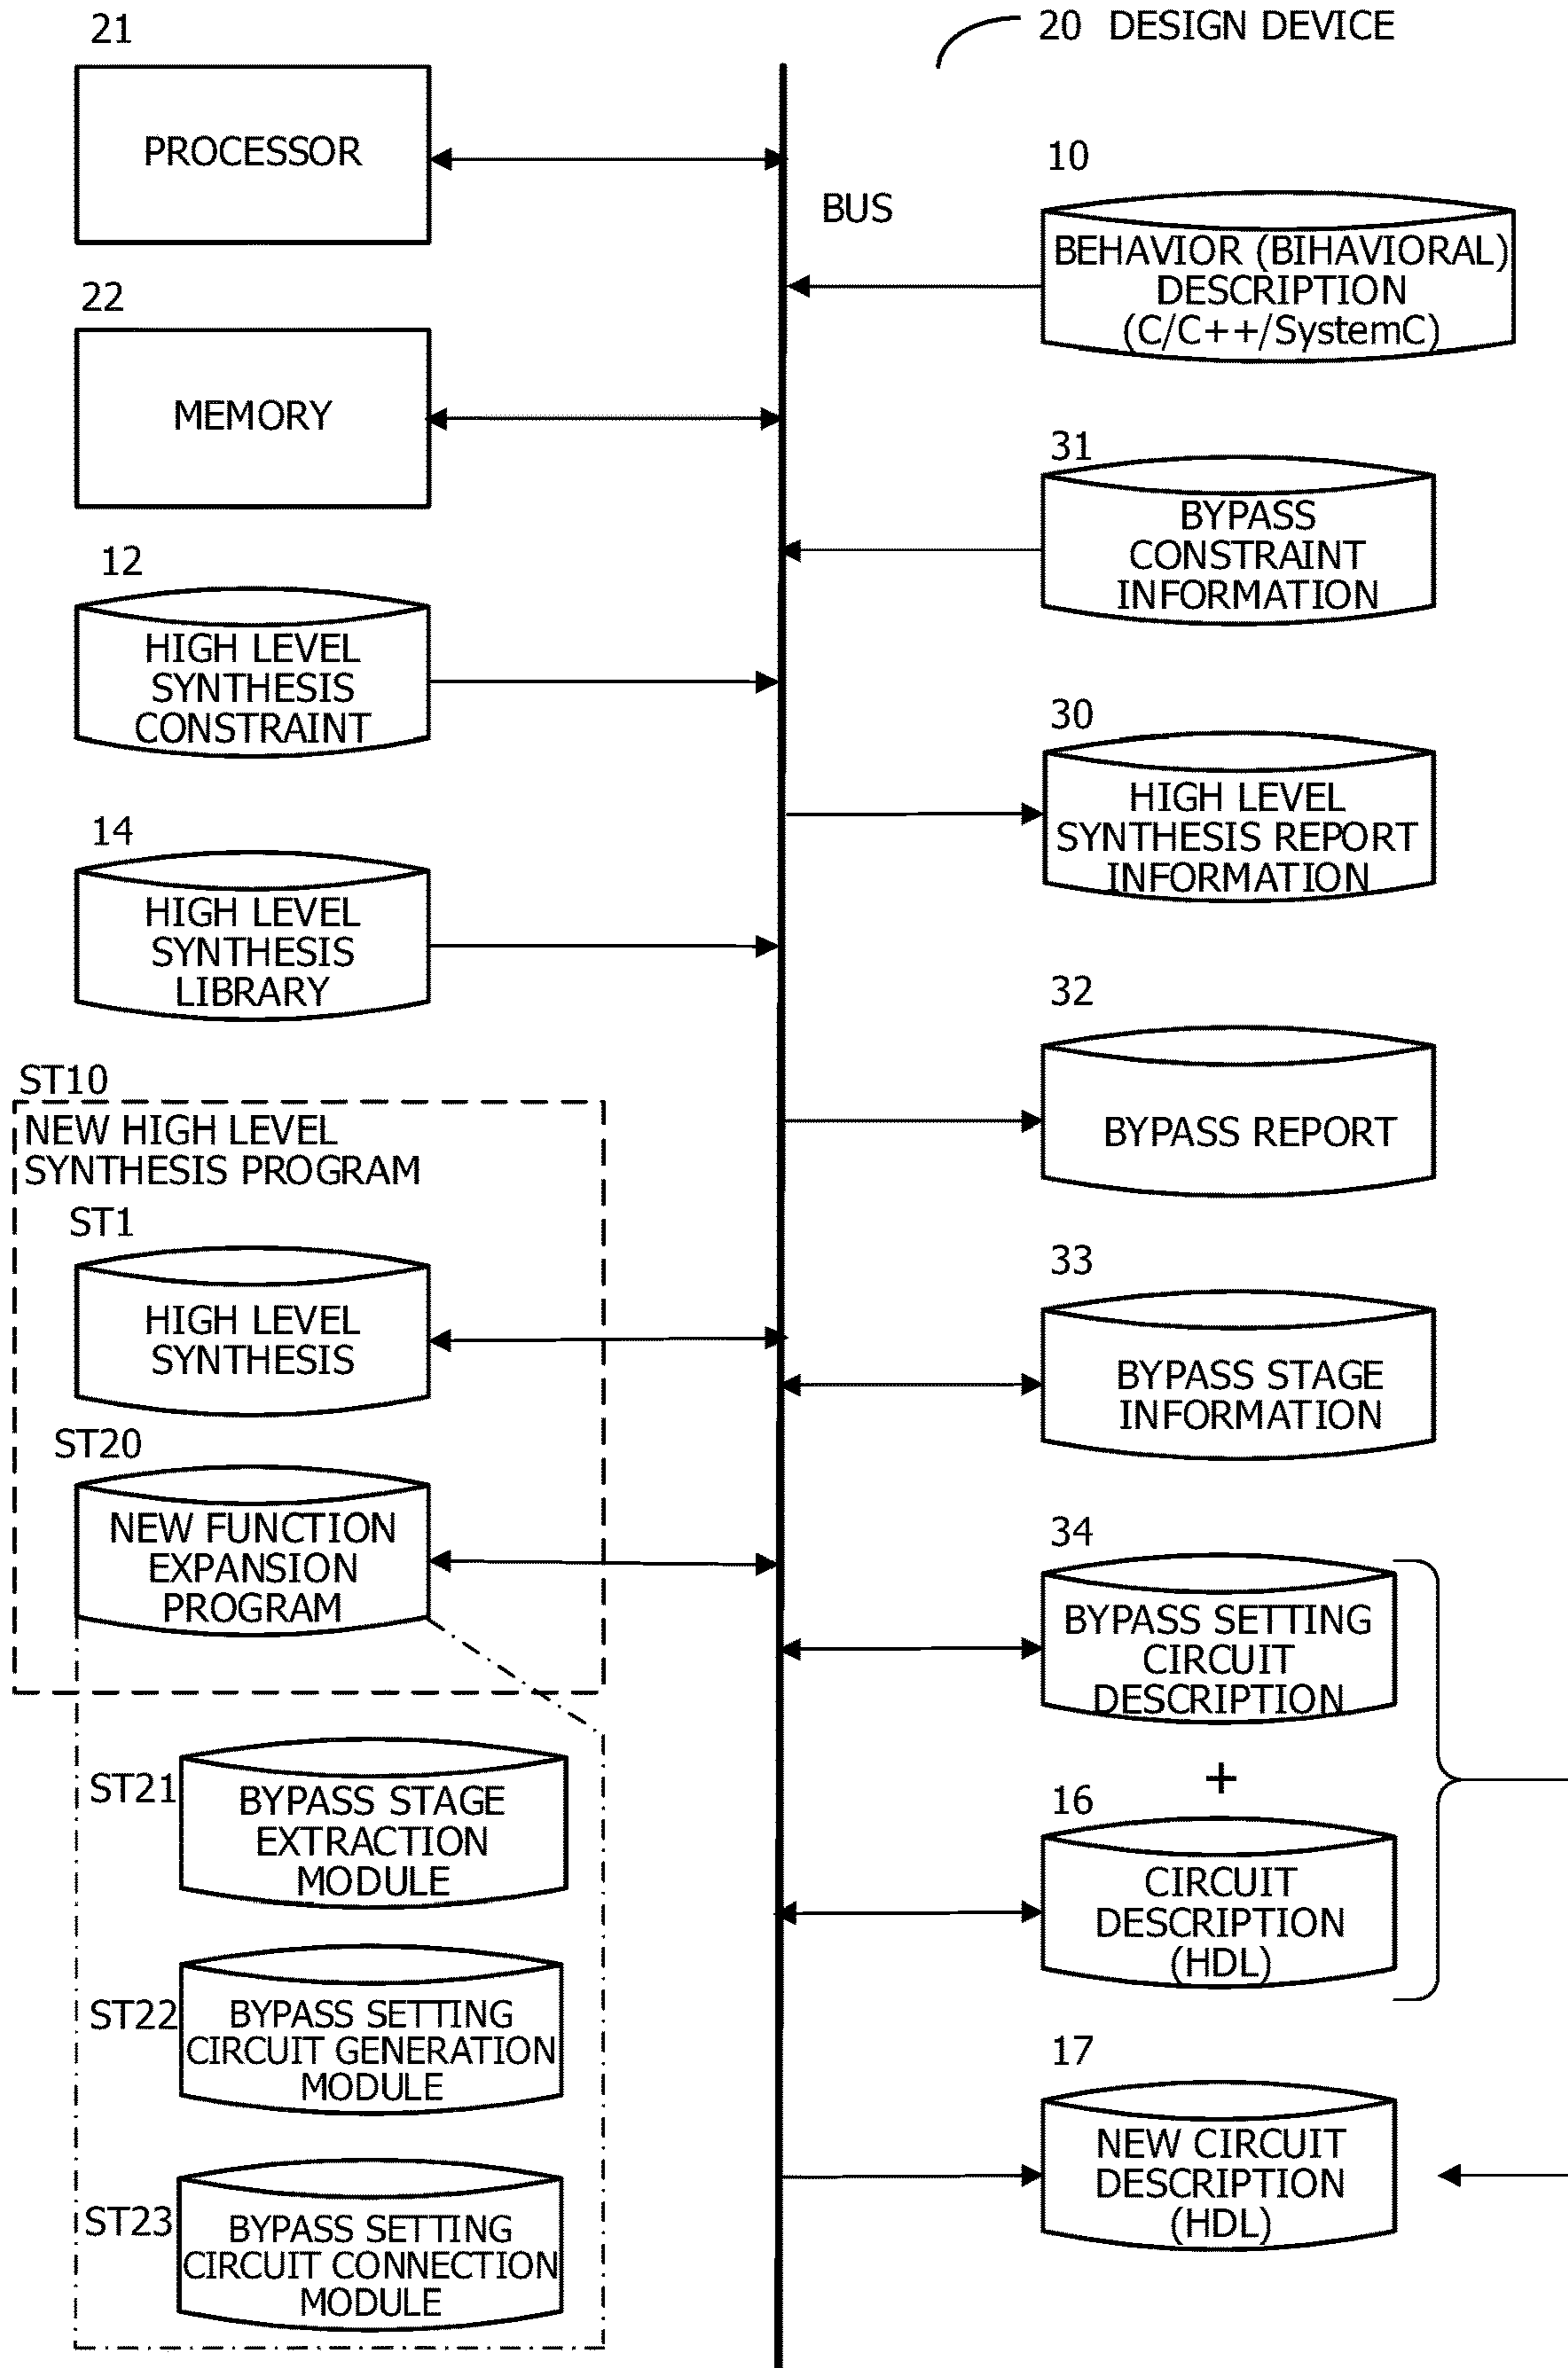 20 DESIGN DEVICE
21
PROCESSOR
22
MEMORY
12
HIGH LEVEL
SYNTHESIS
CONSTRAINT
14
HIGH LEVEL
SYNTHESIS
LIBRARY
ST10
NEW HIGH LEVEL
SYNTHESIS PROGRAM
ST1
HIGH LEVEL
SYNTHESIS
ST20
NEW FUNCTION
EXPANSION
PROGRAM
ST21
BYPASS STAGE
EXTRACTION
MODULE
ST22
BYPASS SETTING
CIRCUIT GENERATION
MODULE
ST23
BYPASS SETTING
CIRCUIT CONNECTION
MODULE
BUS
10
BEHAVIOR (BIHAVIORAL)
DESCRIPTION
(C/C++/SystemC)
31
BYPASS
CONSTRAINT
INFORMATION
30
HIGH LEVEL
SYNTHESIS REPORT
INFORMATION
32
BYPASS REPORT
33
BYPASS STAGE
INFORMATION
34
BYPASS SETTING
CIRCUIT
DESCRIPTION
+
16
CIRCUIT
DESCRIPTION
(HDL)
17
NEW CIRCUIT
DESCRIPTION
(HDL)